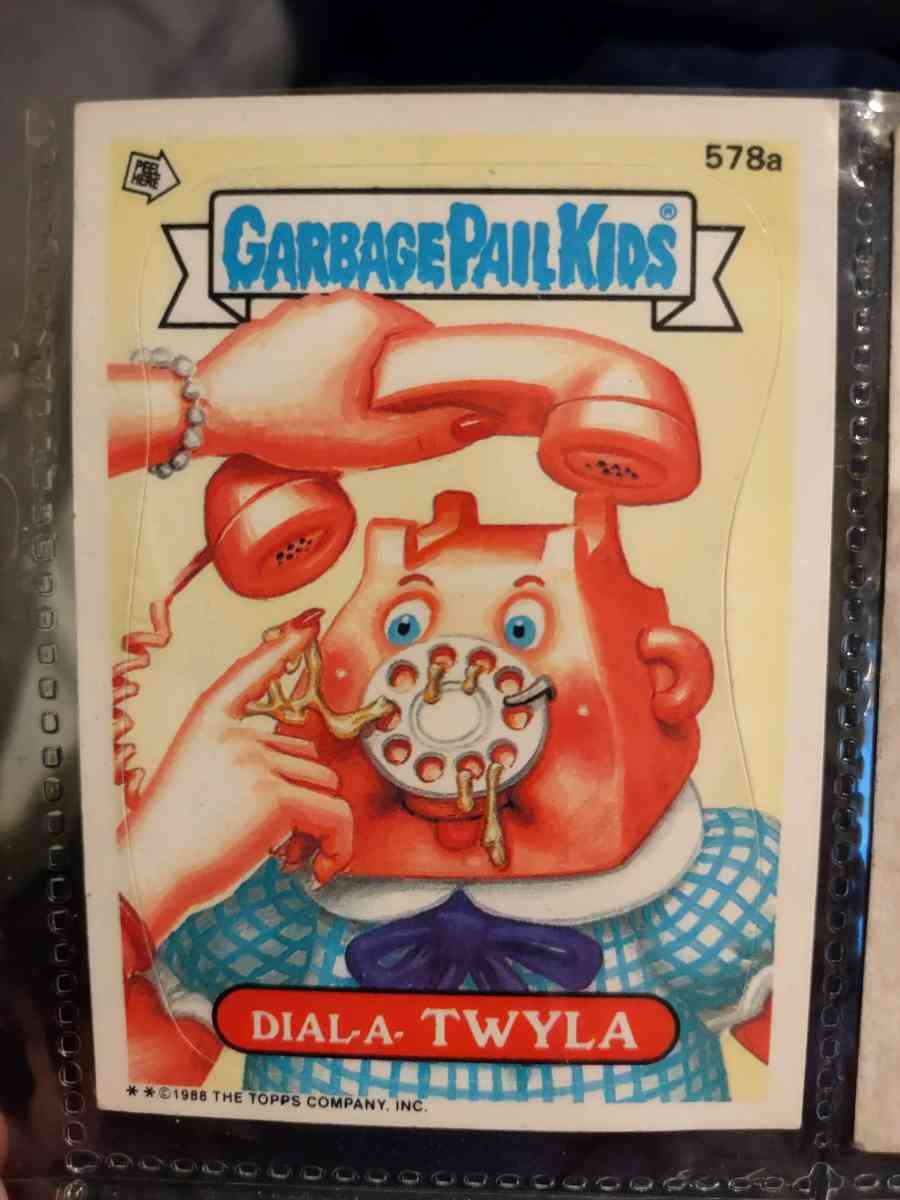 PEEL
HERE
578a
GARBAGE PAIL KIDS®
DIAL-A- TWYLA
**©1988 THE TOPPS COMPANY, INC.